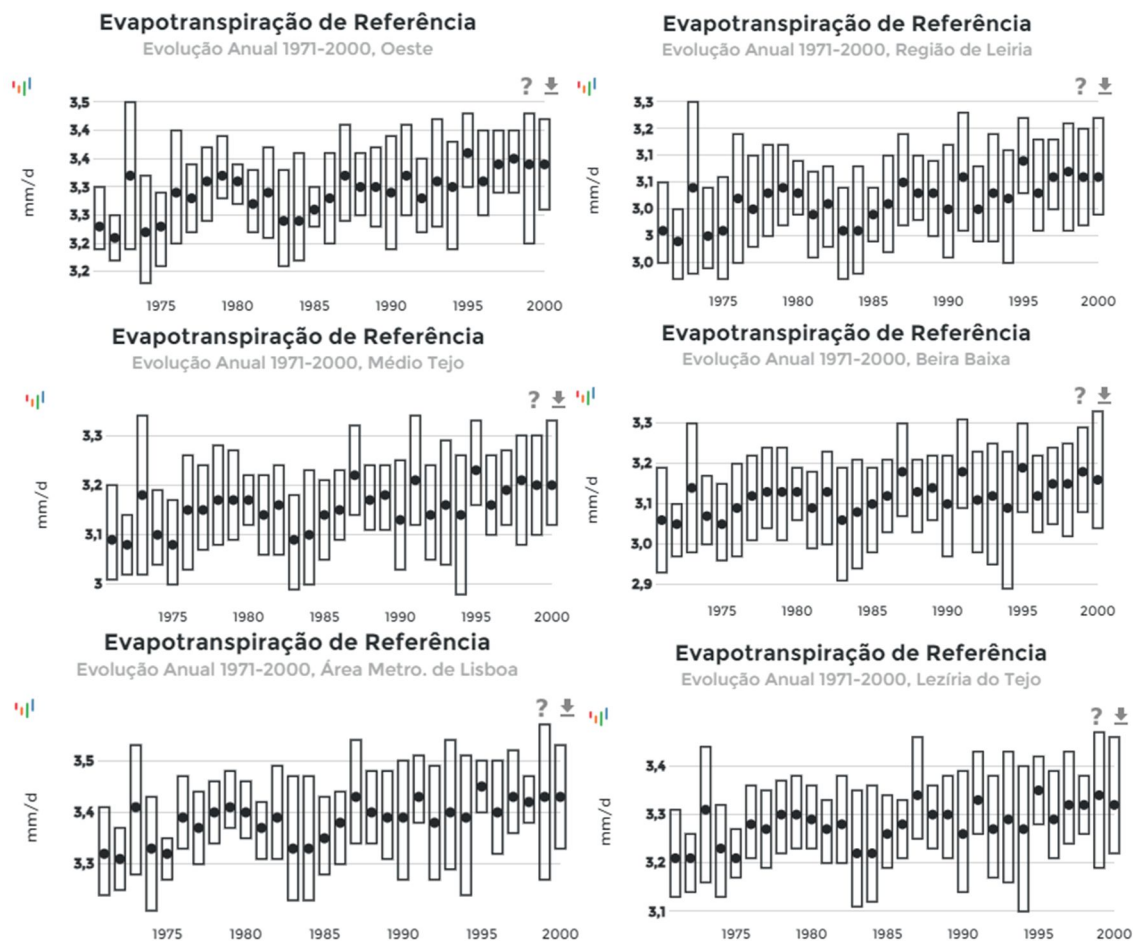 Evapotranspiração de Referência
Evolução Anual 1971-2000, Oeste
?
mm/d
3,5
3,4
3,4
3,3
3,3
3,2
3,2
1975 1980 1985 1990 1995 2000
Evapotranspiração de Referência
Evolução Anual 1971-2000, Região de Leiria
?
mm/d
3,3
3,2
3,1
3,1
3,0
3
3,0
1975 1980 1985 1990 1995 2000
Evapotranspiração de Referência
Evolução Anual 1971-2000, Médio Tejo
?
mm/d
3,3
3,2
3,1
3
1975 1980 1985 1990 1995 2000
Evapotranspiração de Referência
Evolução Anual 1971-2000, Beira Baixa
?
mm/d
3,3
3,2
3,1
3,0
2,9
1975 1980 1985 1990 1995 2000
Evapotranspiração de Referência
Evolução Anual 1971-2000, Área Metro. de Lisboa
?
mm/d
3,5
3,4
3,3
1975 1980 1985 1990 1995 2000
Evapotranspiração de Referência
Evolução Anual 1971-2000, Lezíria do Tejo
?
mm/d
3,4
3,3
3,2
3,1
1975 1980 1985 1990 1995 2000